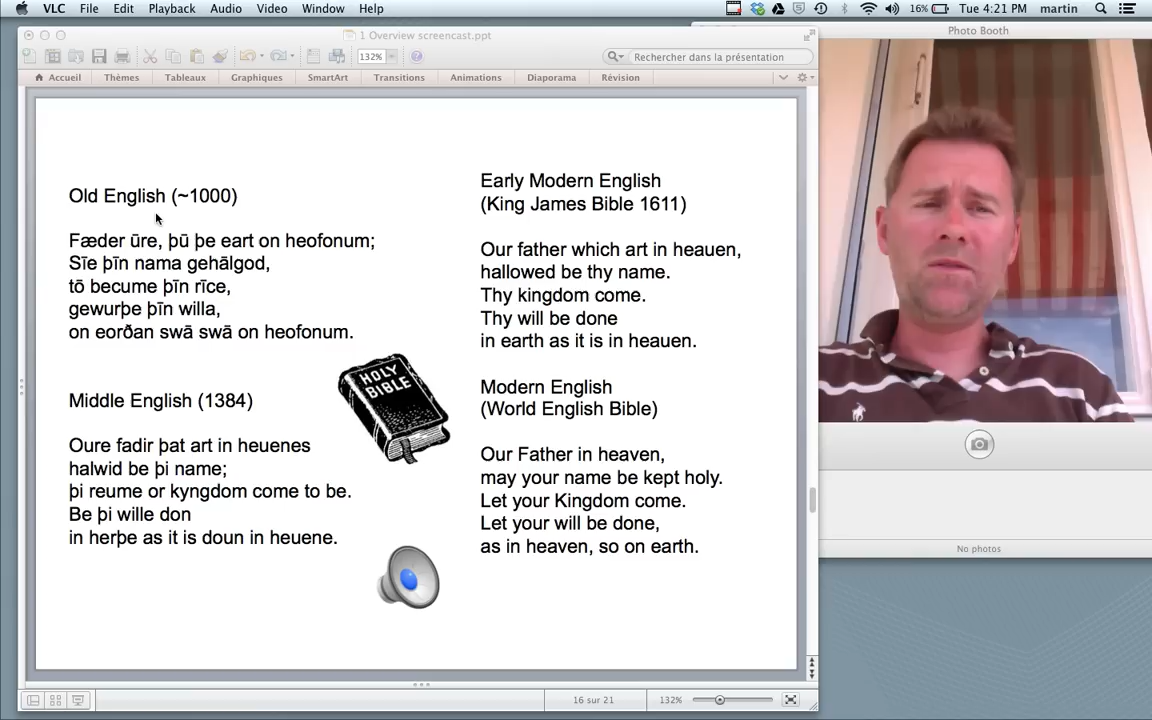 VLC File Edit Playback Audio Video Window Help 16% Tue 4:21 PM martin
1 Overview screencast.ppt
Photo Booth
132% Rechercher dans la présentation
Accueil Thèmes Tableaux Graphiques SmartArt Transitions Animations Diaporama Révision
Old English (~1000)
Fæder ūre, þū þe eart on heofonum;
Sīe þīn nama gehālgod,
tō becume þīn rīce,
gewurþe þīn willa,
on eorðan swā swā on heofonum.
Middle English (1384)
Oure fadir þat art in heuenes
halwid be þi name;
þi reume or kyngdom come to be.
Be þi wille don
in herþe as it is doun in heuene.
HOLY
BIBLE
Early Modern English
(King James Bible 1611)
Our father which art in heauen,
hallowed be thy name.
Thy kingdom come.
Thy will be done
in earth as it is in heauen.
Modern English
(World English Bible)
Our Father in heaven,
may your name be kept holy.
Let your Kingdom come.
Let your will be done,
as in heaven, so on earth.
No photos
16 sur 21 132%